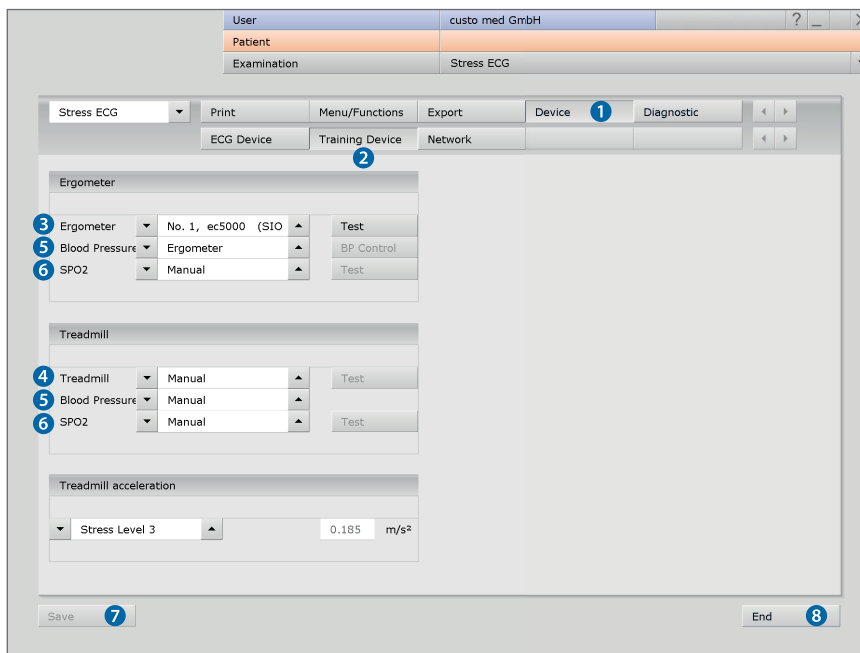 User custo med GmbH ? _ X
Patient
Examination Stress ECG
Stress ECG Print Menu/Functions Export Device 1 Diagnostic
ECG Device Training Device Network
2
Ergometer
3 Ergometer No. 1, ec5000 (SIO Test
5 Blood Pressure Ergometer BP Control
6 SPO2 Manual Test
Treadmill
4 Treadmill Manual Test
5 Blood Pressure Manual
6 SPO2 Manual Test
Treadmill acceleration
Stress Level 3 0.185 m/s²
Save 7 End 8